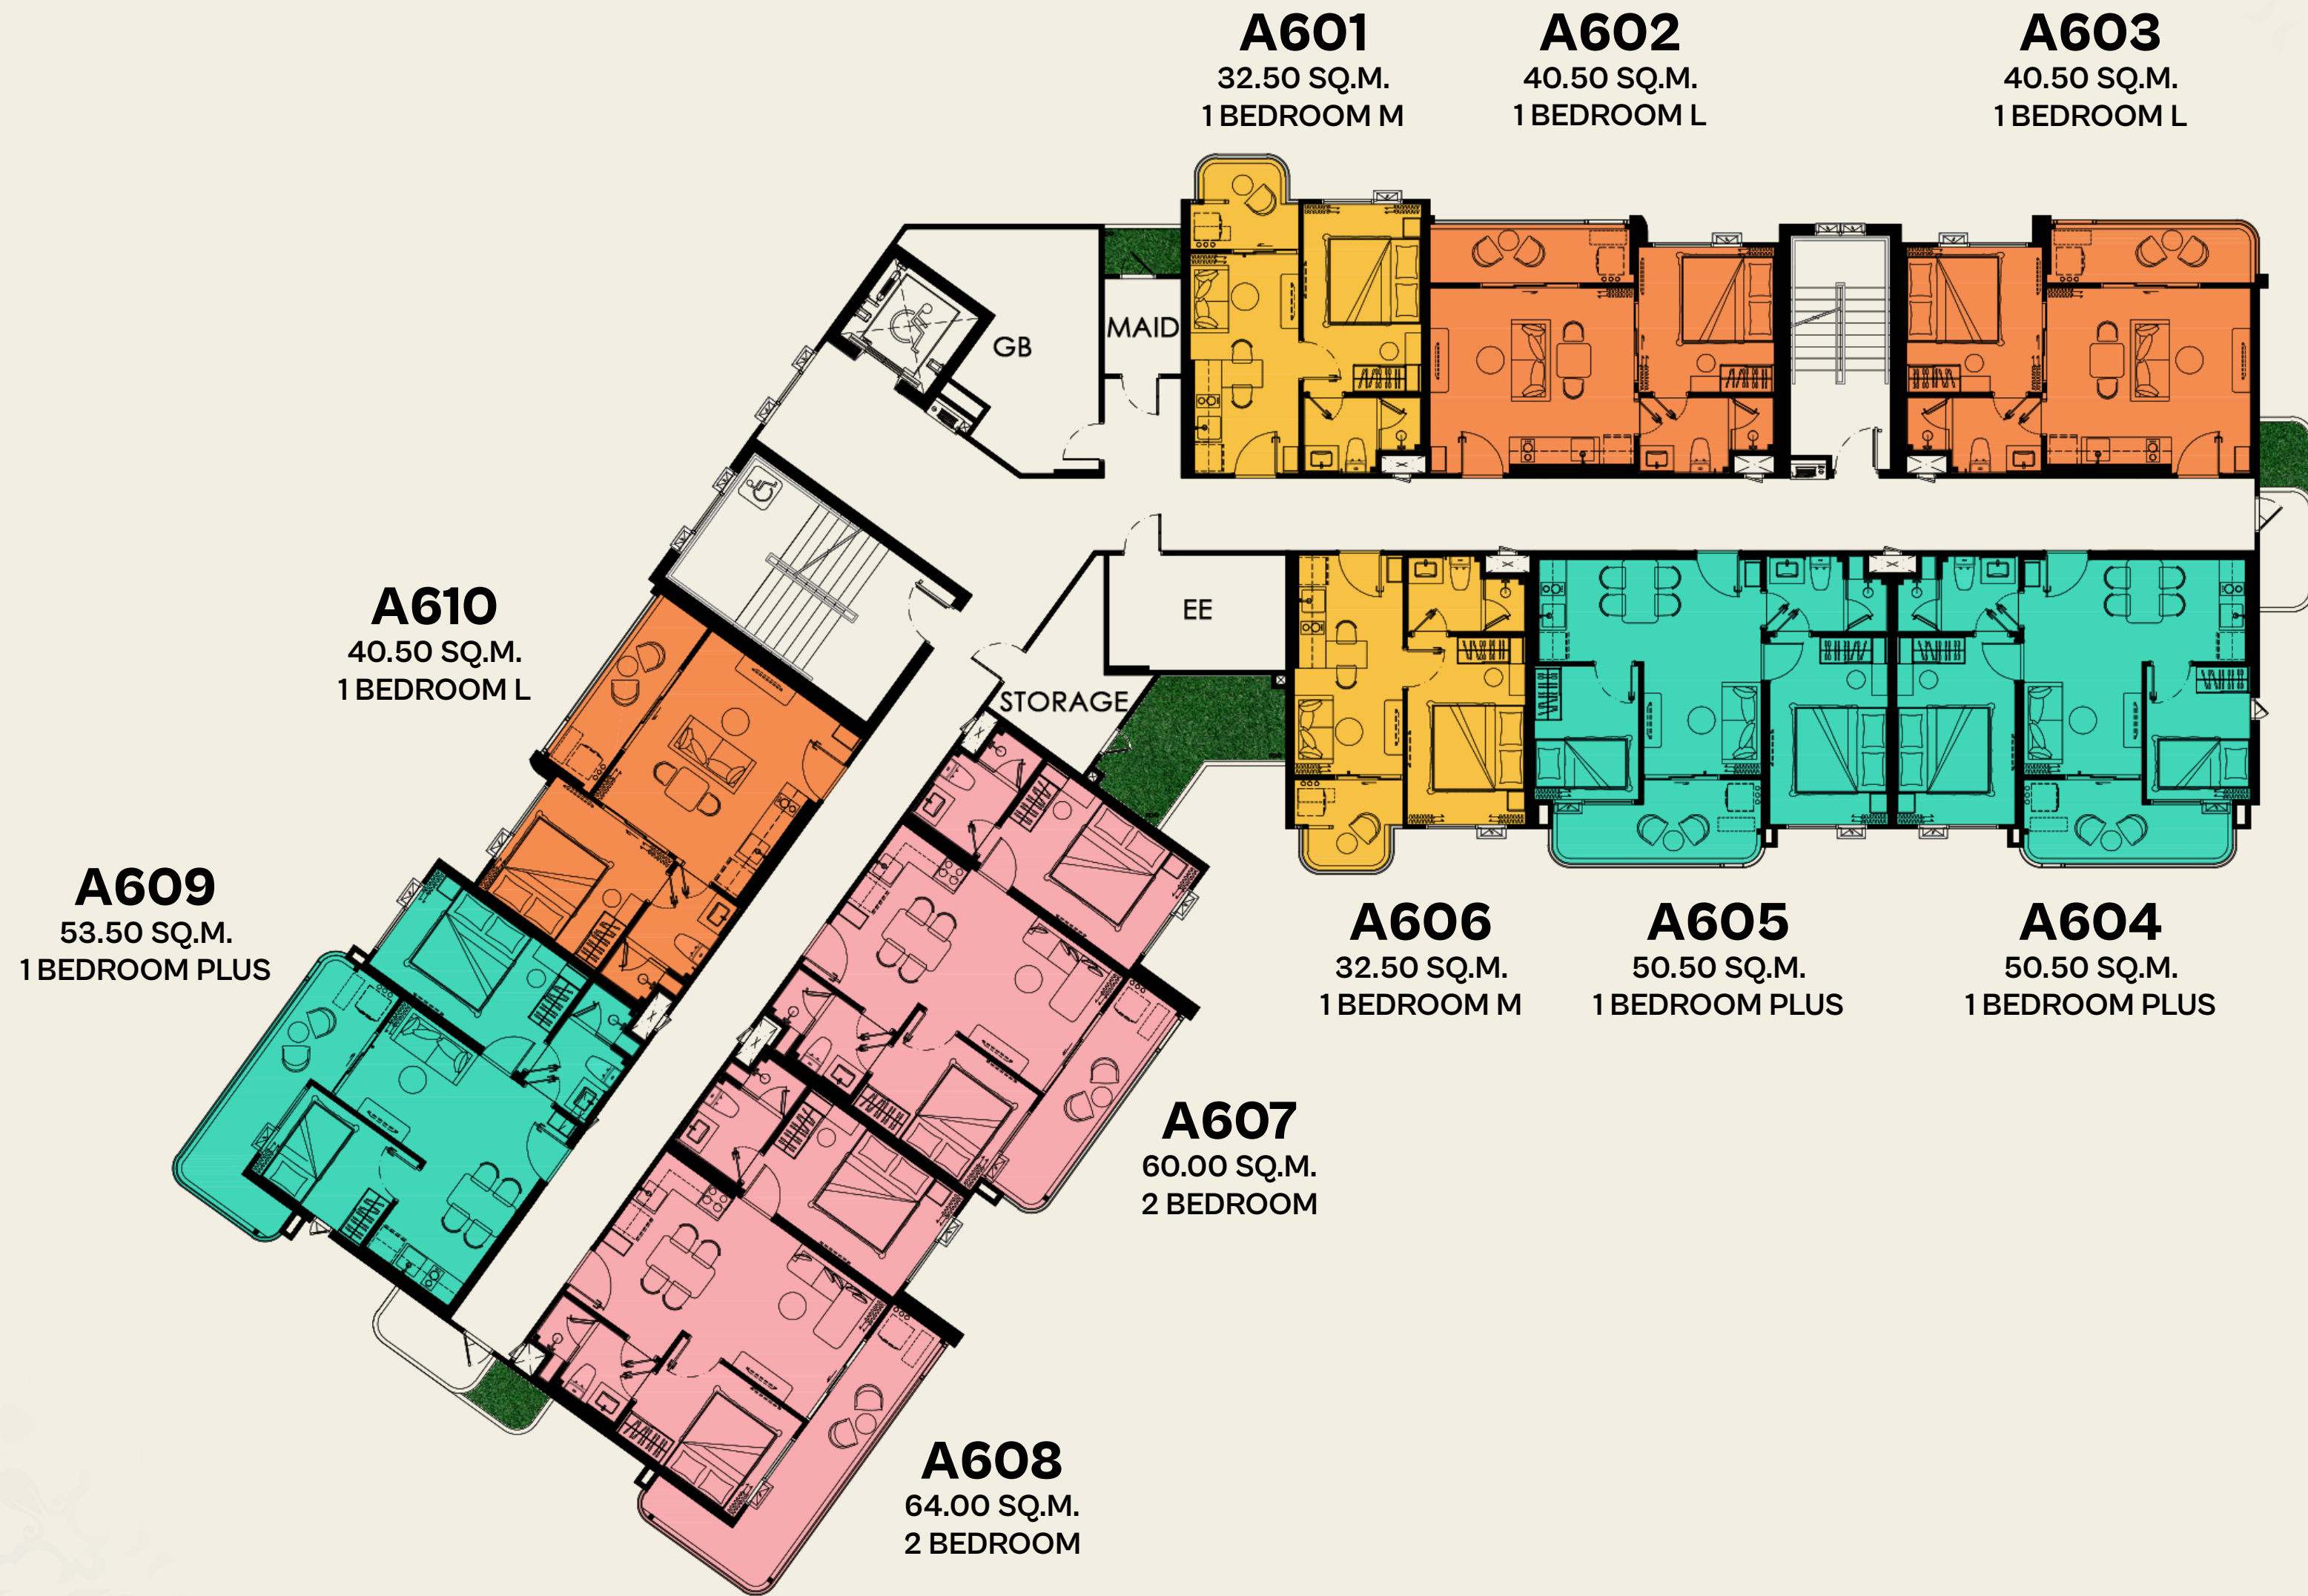 A601
32.50 SQ.M.
1 BEDROOM M
A602
40.50 SQ.M.
1 BEDROOM L
A603
40.50 SQ.M.
1 BEDROOM L
GB
MAID
EE
STORAGE
A610
40.50 SQ.M.
1 BEDROOM L
A609
53.50 SQ.M.
1 BEDROOM PLUS
A606
32.50 SQ.M.
1 BEDROOM M
A605
50.50 SQ.M.
1 BEDROOM PLUS
A604
50.50 SQ.M.
1 BEDROOM PLUS
A607
60.00 SQ.M.
2 BEDROOM
A608
64.00 SQ.M.
2 BEDROOM